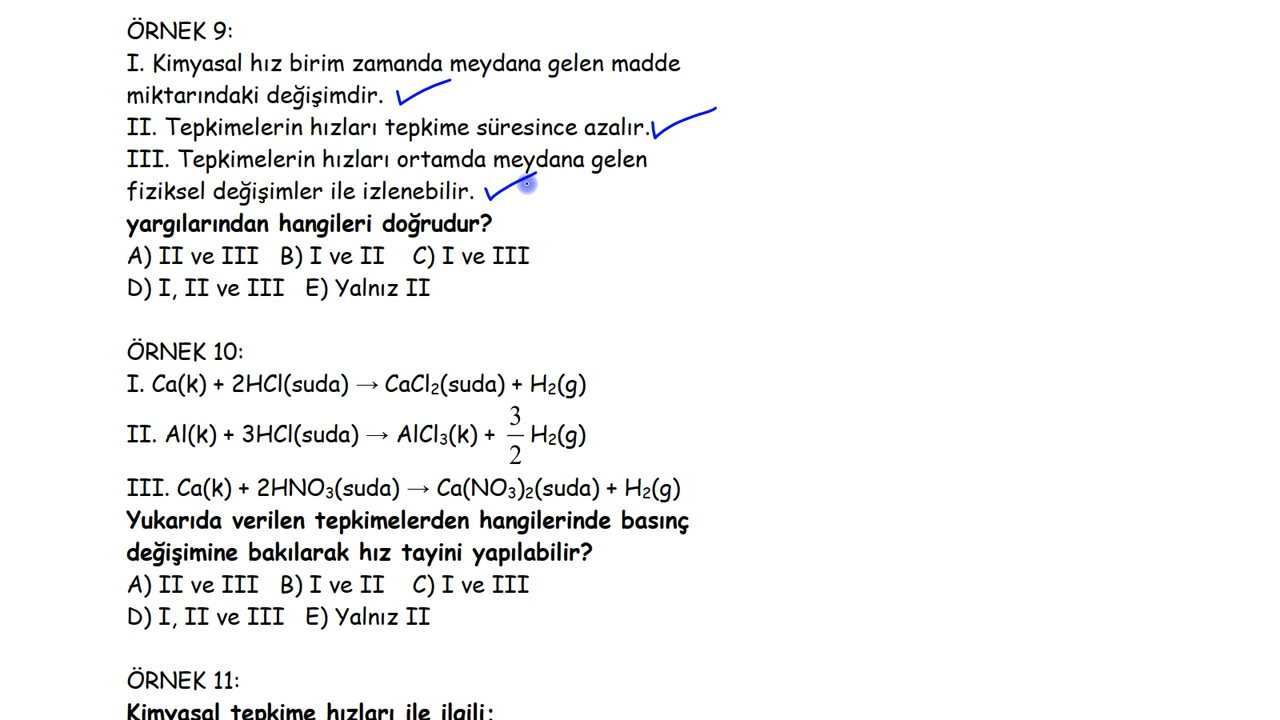 ÖRNEK 9:
I. Kimyasal hız birim zamanda meydana gelen madde
miktarındaki değişimdir.
II. Tepkimelerin hızları tepkime süresince azalır.
III. Tepkimelerin hızları ortamda meydana gelen
fiziksel değişimler ile izlenebilir.
yargılarından hangileri doğrudur?
A) II ve III B) I ve II C) I ve III
D) I, II ve III E) Yalnız II
ÖRNEK 10:
I. Ca(k) + 2HCl(suda) → CaCl₂(suda) + H₂(g)
II. Al(k) + 3HCl(suda) → AlCl₃(k) + 3/2 H₂(g)
III. Ca(k) + 2HNO₃(suda) → Ca(NO₃)₂(suda) + H₂(g)
Yukarıda verilen tepkimelerden hangilerinde basınç
değişimine bakılarak hız tayini yapılabilir?
A) II ve III B) I ve II C) I ve III
D) I, II ve III E) Yalnız II
ÖRNEK 11:
Kimyasal tepkime hızları ile ilgili;